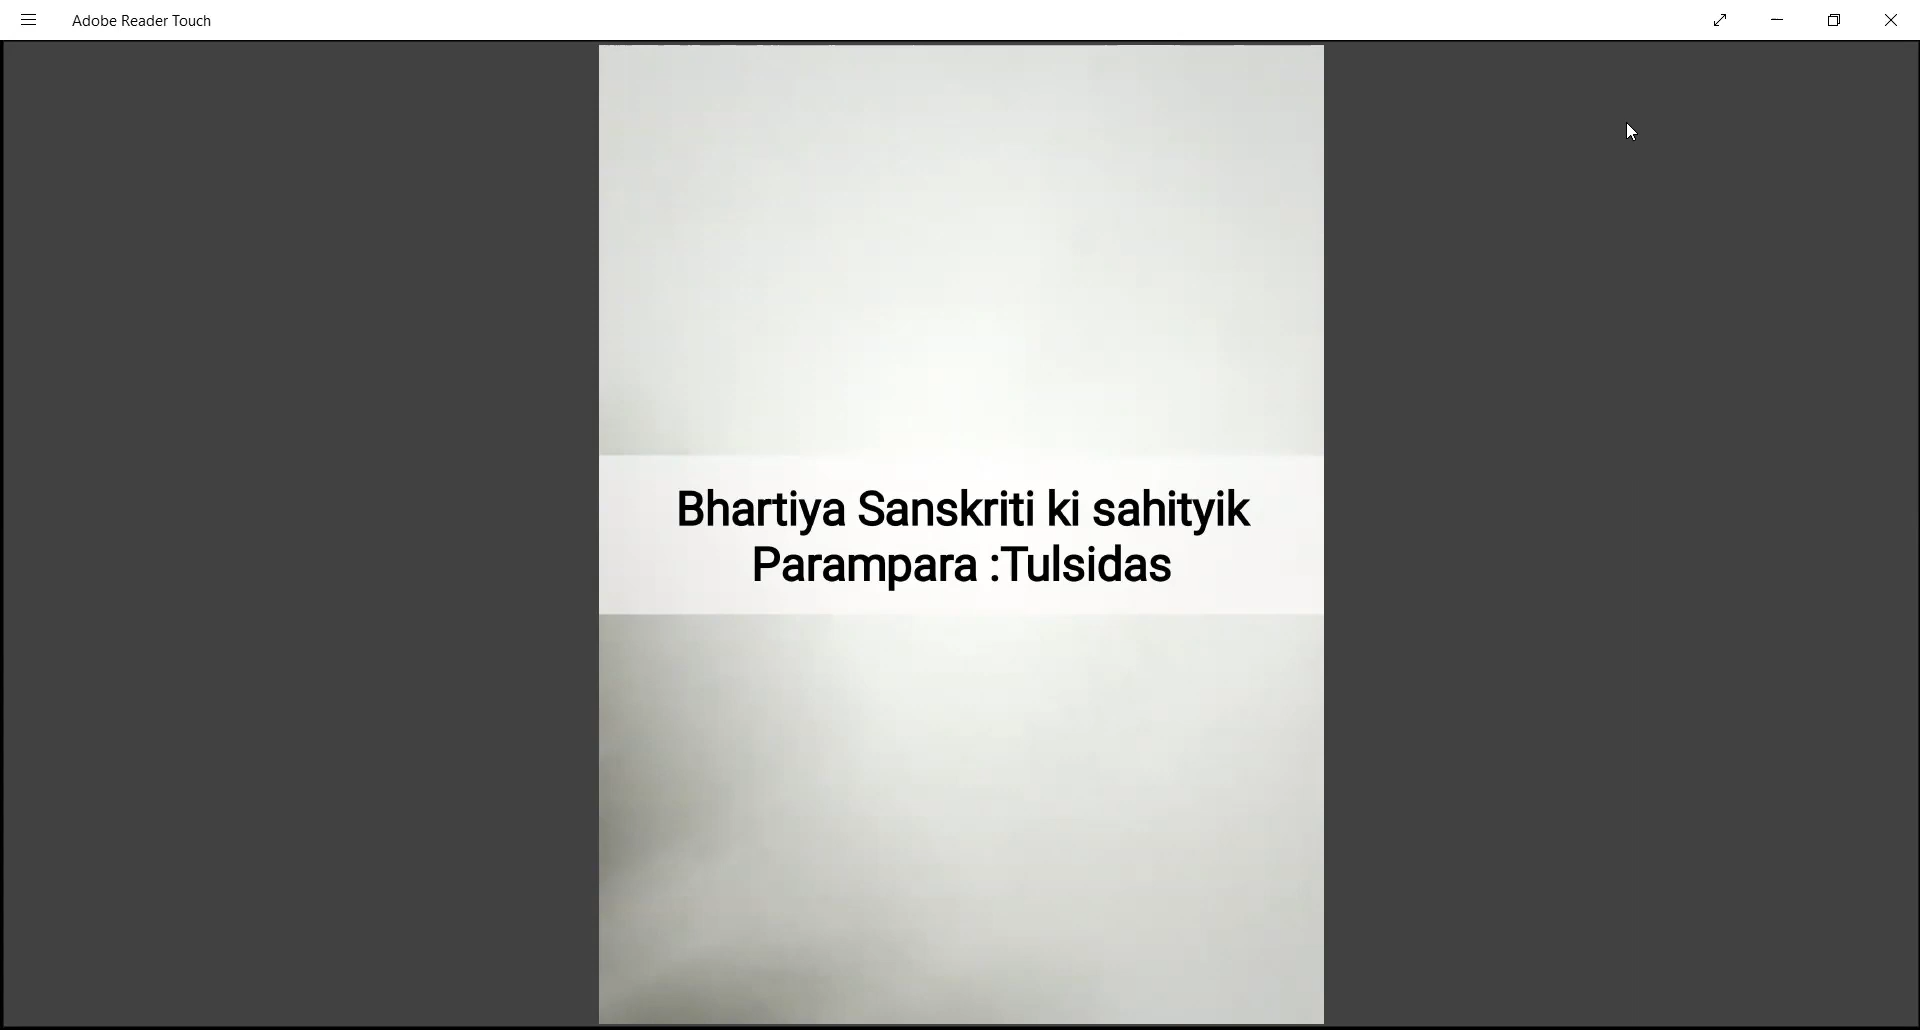 Adobe Reader Touch
Bhartiya Sanskriti ki sahityik
Parampara :Tulsidas